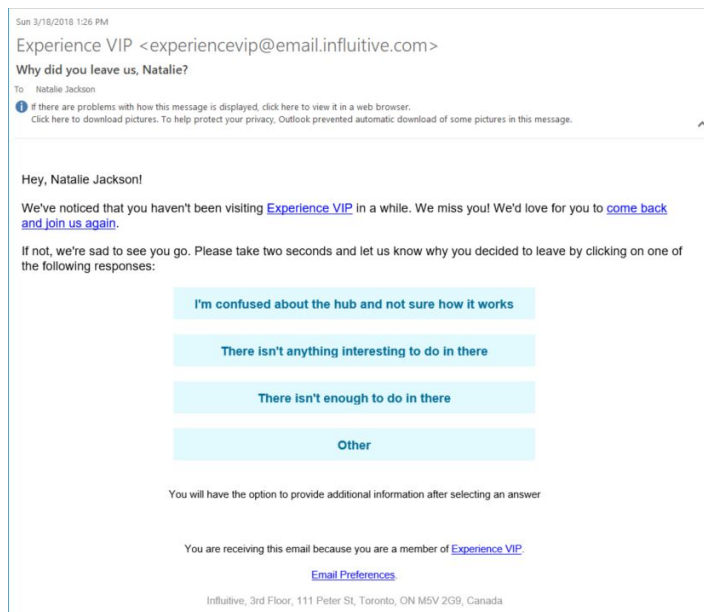 Sun 3/18/2018 1:26 PM
Experience VIP <experiencevip@email.influitive.com>
Why did you leave us, Natalie?
To Natalie Jackson
If there are problems with how this message is displayed, click here to view it in a web browser.
Click here to download pictures. To help protect your privacy, Outlook prevented automatic download of some pictures in this message.
Hey, Natalie Jackson!
We've noticed that you haven't been visiting Experience VIP in a while. We miss you! We'd love for you to come back
and join us again.
If not, we're sad to see you go. Please take two seconds and let us know why you decided to leave by clicking on one of
the following responses:
I'm confused about the hub and not sure how it works
There isn't anything interesting to do in there
There isn't enough to do in there
Other
You will have the option to provide additional information after selecting an answer
You are receiving this email because you are a member of Experience VIP.
Email Preferences.
Influitive, 3rd Floor, 111 Peter St, Toronto, ON M5V 2G9, Canada